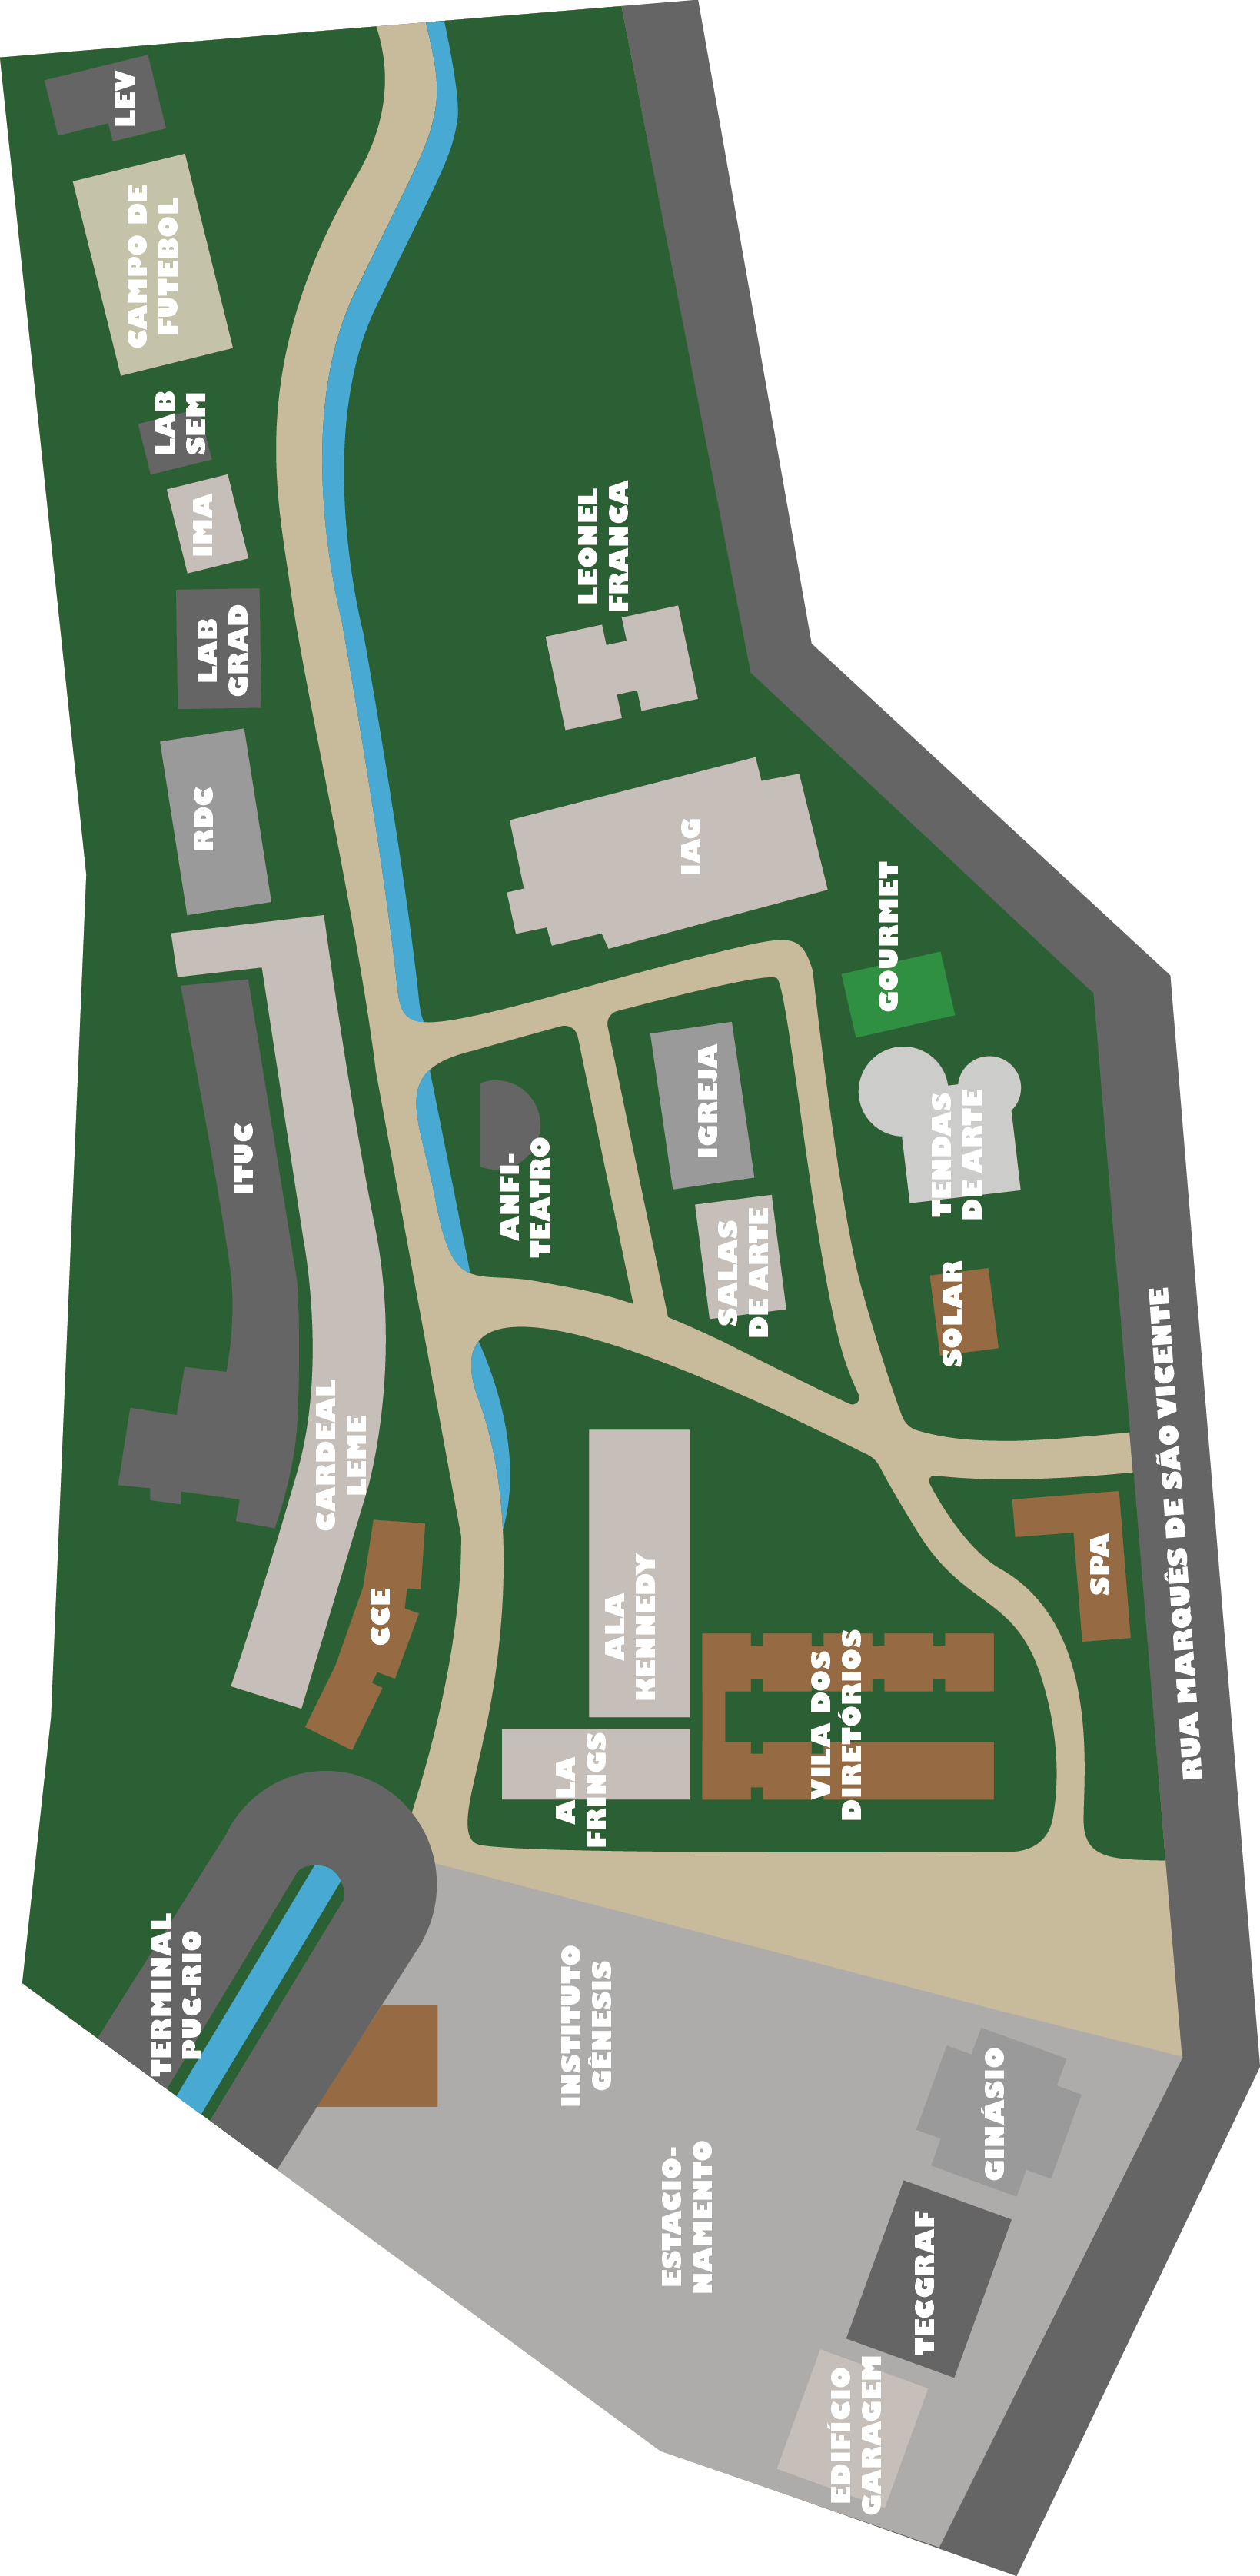 LEV
CAMPO DE
FUTEBOL
LAB
SEM
IMA
LAB
GRAD
RDC
LEONEL
FRANCA
IAG
GOURMET
ITUC
ANFI-
TEATRO
IGREJA
TENDAS
DE ARTE
SALAS
DE ARTE
SOLAR
CARDEAL
LEME
CCE
ALA
KENNEDY
SPA
RUA MARQUÊS DE SÃO VICENTE
ALA
FRINGS
VILA DOS
DIRETÓRIOS
TERMINAL
PUC-RIO
INSTITUTO
GÊNESIS
GINÁSIO
ESTACIO-
NAMENTO
TECGRAF
EDIFÍCIO
GARAGEM